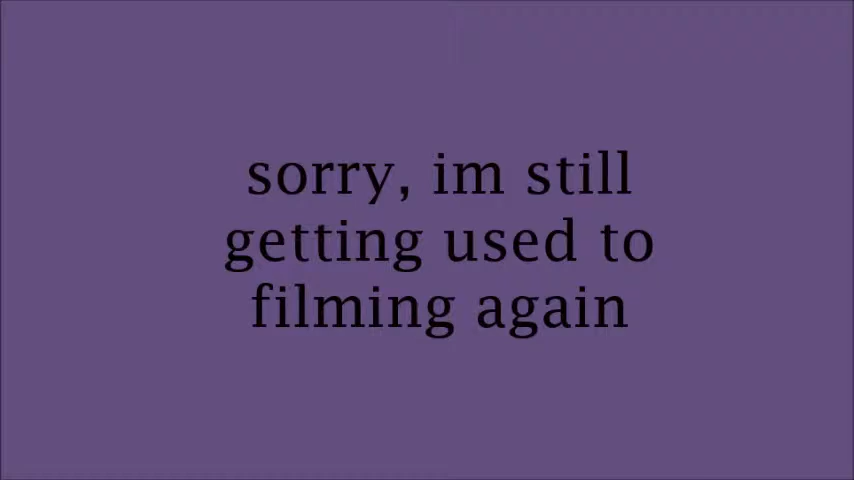 sorry, im still
getting used to
filming again